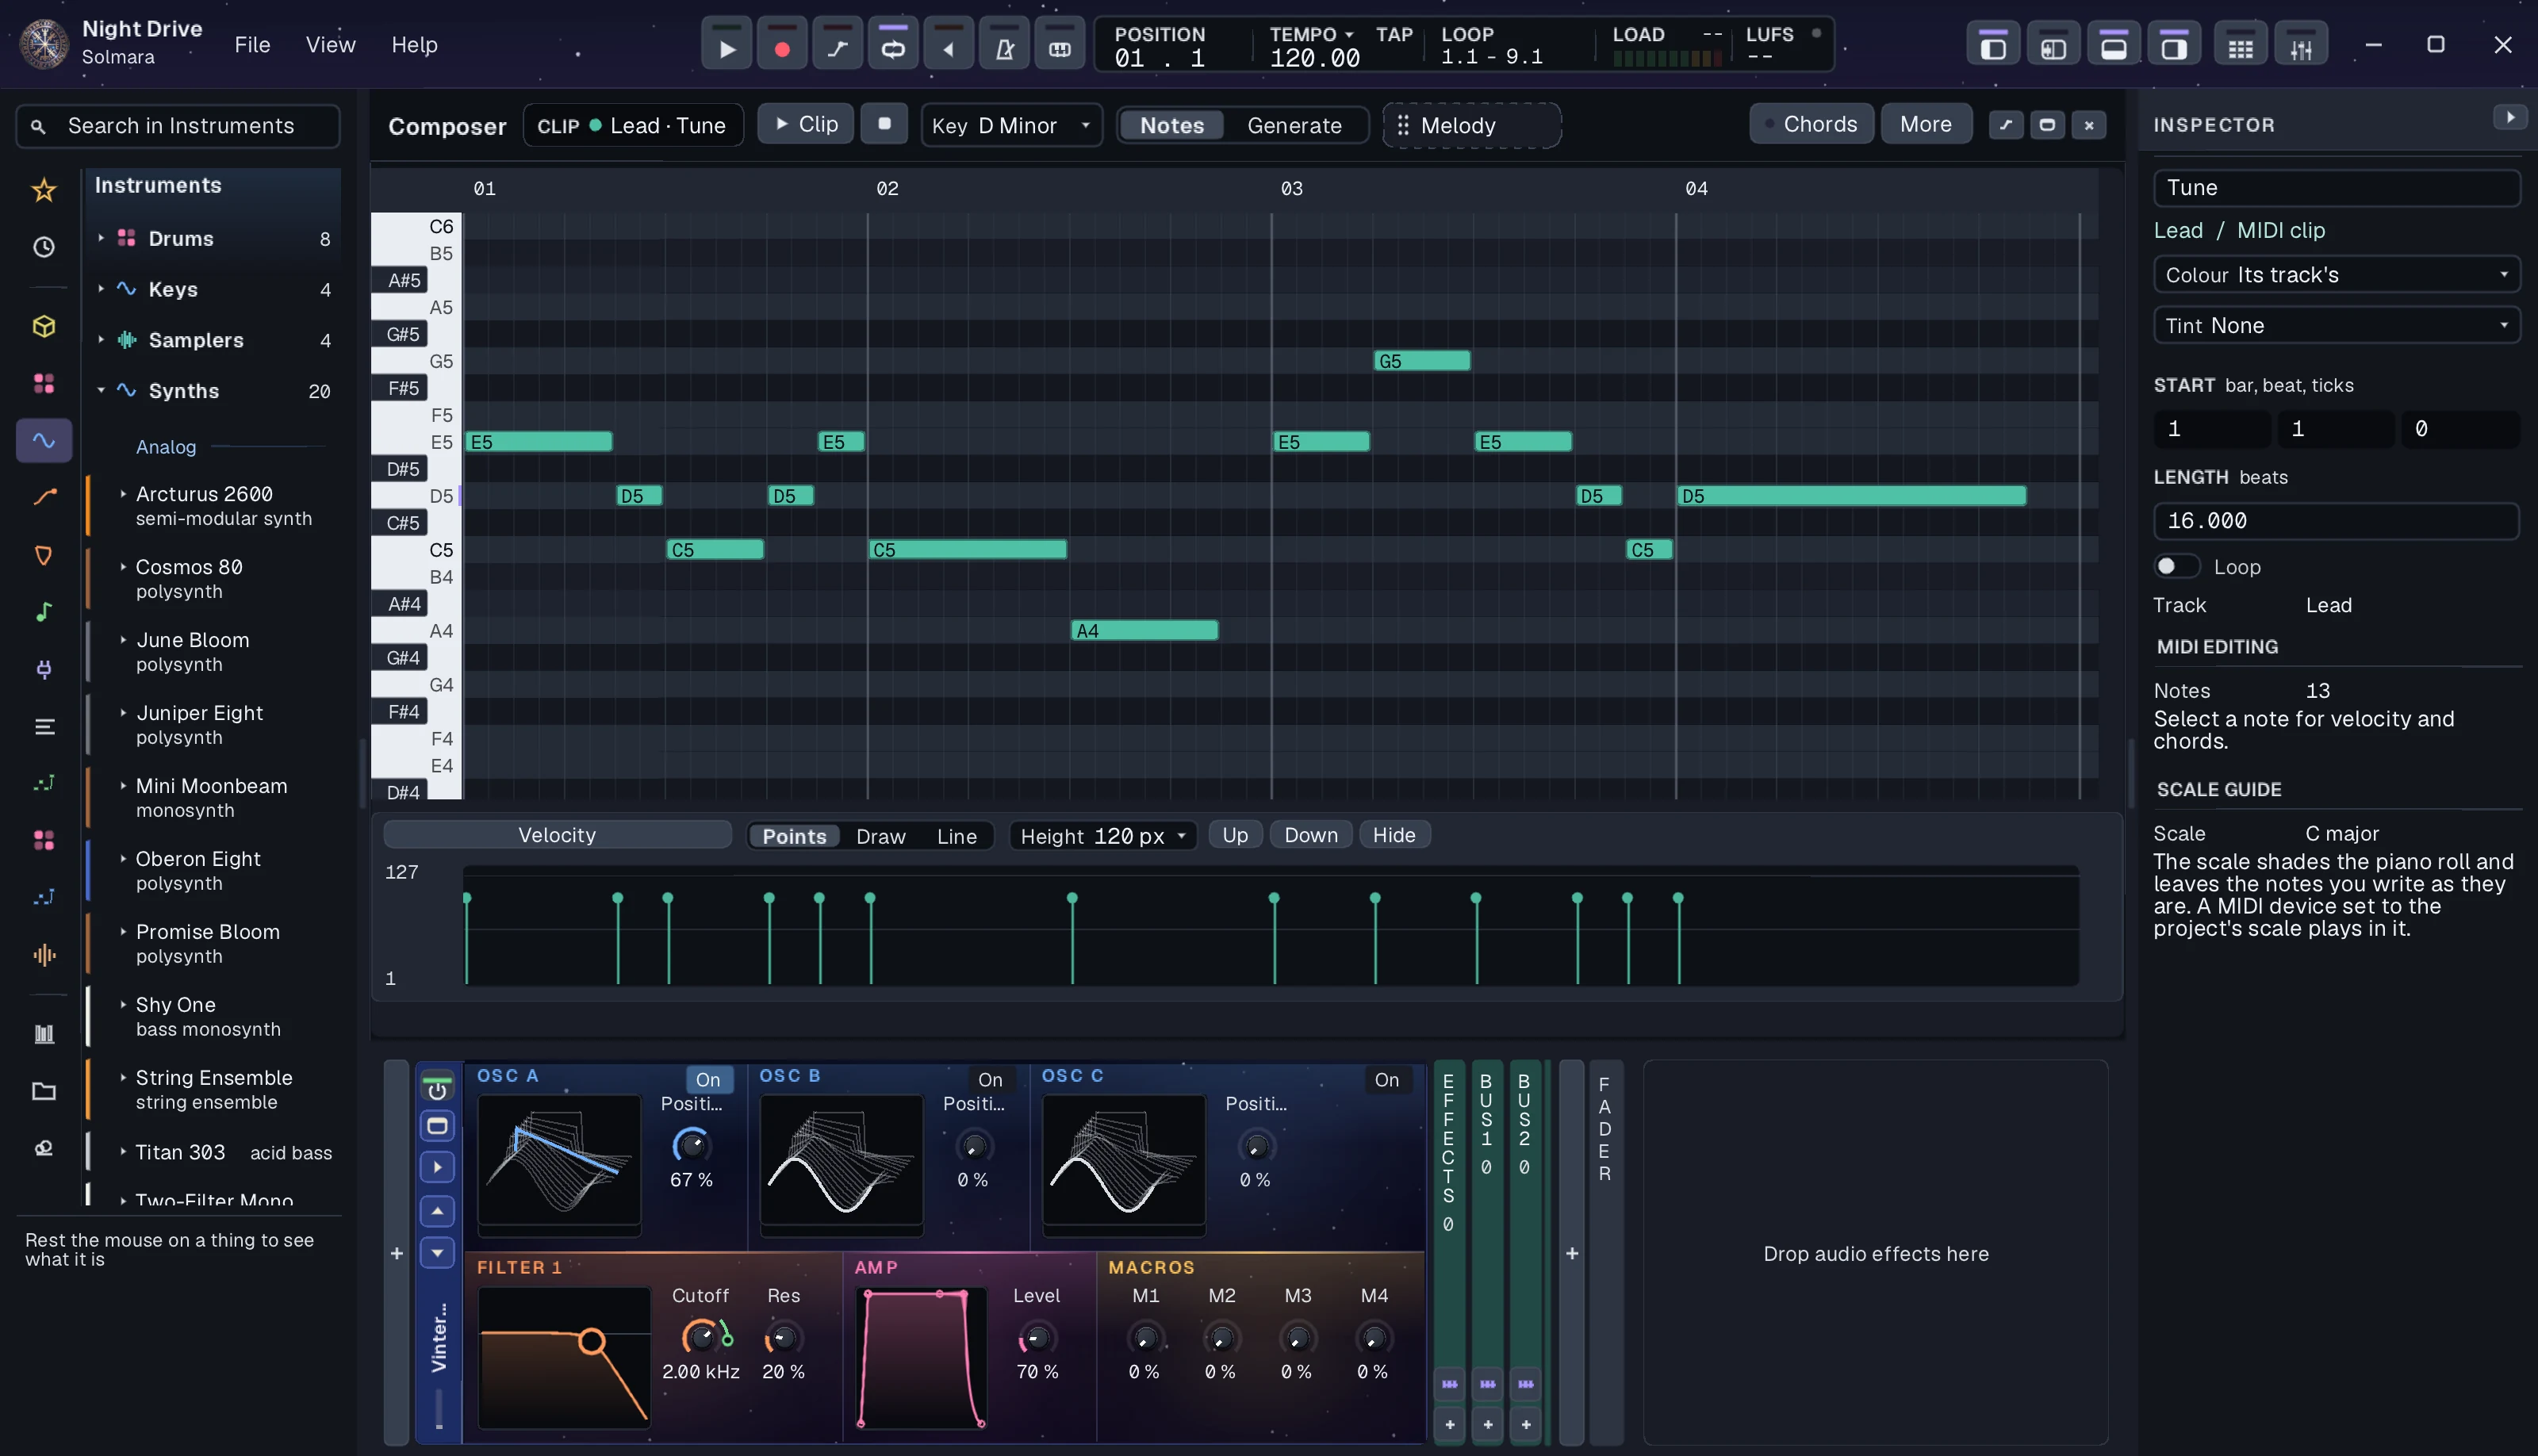 Night Drive
Solmara
File View Help
POSITION
01 . 1
TEMPO TAP
120.00
LOOP
1.1 - 9.1
LOAD --
LUFS
--
Search in Instruments
Instruments
Drums 8
Keys 4
Samplers 4
Synths 20
Analog
Arcturus 2600
semi-modular synth
Cosmos 80
polysynth
June Bloom
polysynth
Juniper Eight
polysynth
Mini Moonbeam
monosynth
Oberon Eight
polysynth
Promise Bloom
polysynth
Shy One
bass monosynth
String Ensemble
string ensemble
Titan 303 acid bass
Two-Filter Mono
Rest the mouse on a thing to see
what it is
Composer CLIP Lead · Tune Clip Key D Minor Notes Generate Melody Chords More
01 02 03 04
C6
B5
A#5
A5
G#5
G5 G5
F#5
F5
E5 E5 E5 E5 E5
D#5
D5 D5 D5 D5 D5
C#5
C5 C5 C5 C5
B4
A#4
A4 A4
G#4
G4
F#4
F4
E4
D#4
Velocity Points Draw Line Height 120 px Up Down Hide
127
1
Vinter...
OSC A On
Positi...
67 %
OSC B On
Positi...
0 %
OSC C On
Positi...
0 %
FILTER 1
Cutoff Res
2.00 kHz 20 %
AMP
Level
70 %
MACROS
M1 M2 M3 M4
0 % 0 % 0 % 0 %
EFFECTS 0
BUS1 0
BUS2 0
+
+
+ + +
FADER
Drop audio effects here
INSPECTOR
Tune
Lead / MIDI clip
Colour Its track's
Tint None
START bar, beat, ticks
1 1 0
LENGTH beats
16.000
Loop
Track Lead
MIDI EDITING
Notes 13
Select a note for velocity and
chords.
SCALE GUIDE
Scale C major
The scale shades the piano roll and
leaves the notes you write as they
are. A MIDI device set to the
project's scale plays in it.